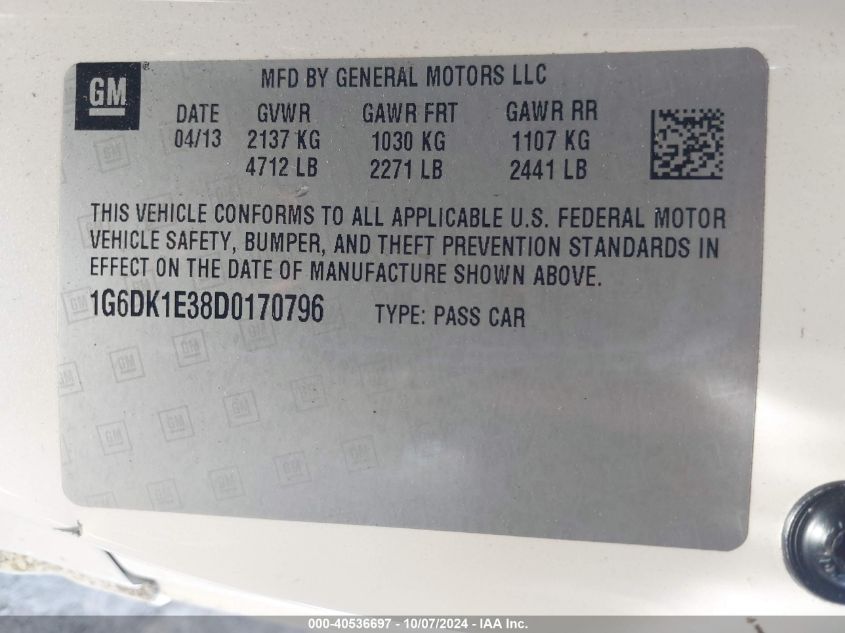 GM ®
MFD BY GENERAL MOTORS LLC
DATE GVWR GAWR FRT GAWR RR
04/13 2137 KG 1030 KG 1107 KG
4712 LB 2271 LB 2441 LB
THIS VEHICLE CONFORMS TO ALL APPLICABLE U.S. FEDERAL MOTOR
VEHICLE SAFETY, BUMPER, AND THEFT PREVENTION STANDARDS IN
EFFECT ON THE DATE OF MANUFACTURE SHOWN ABOVE.
1G6DK1E38D0170796 TYPE: PASS CAR
000-40536697 - 10/07/2024 - IAA Inc.